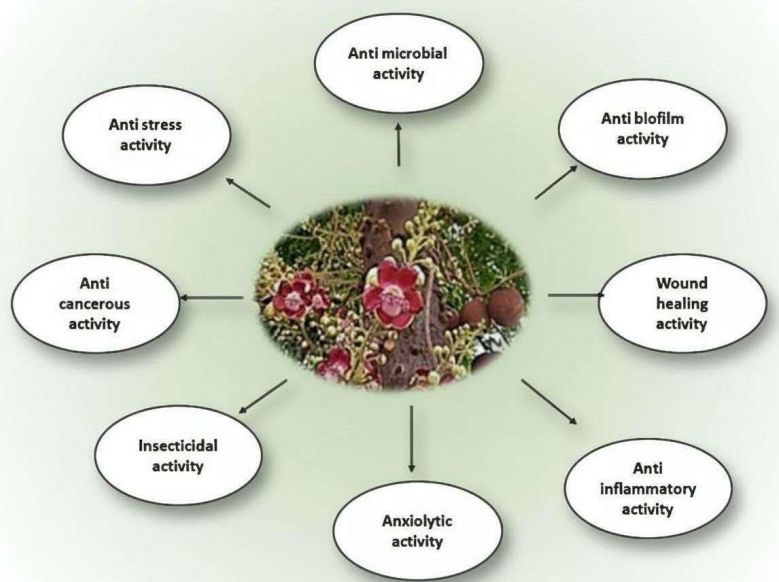 Anti microbial
activity
Anti stress
activity
Anti blofilm
activity
Anti
cancerous
activity
Wound
healing
activity
Insecticidal
activity
Anti
inflammatory
activity
Anxiolytic
activity